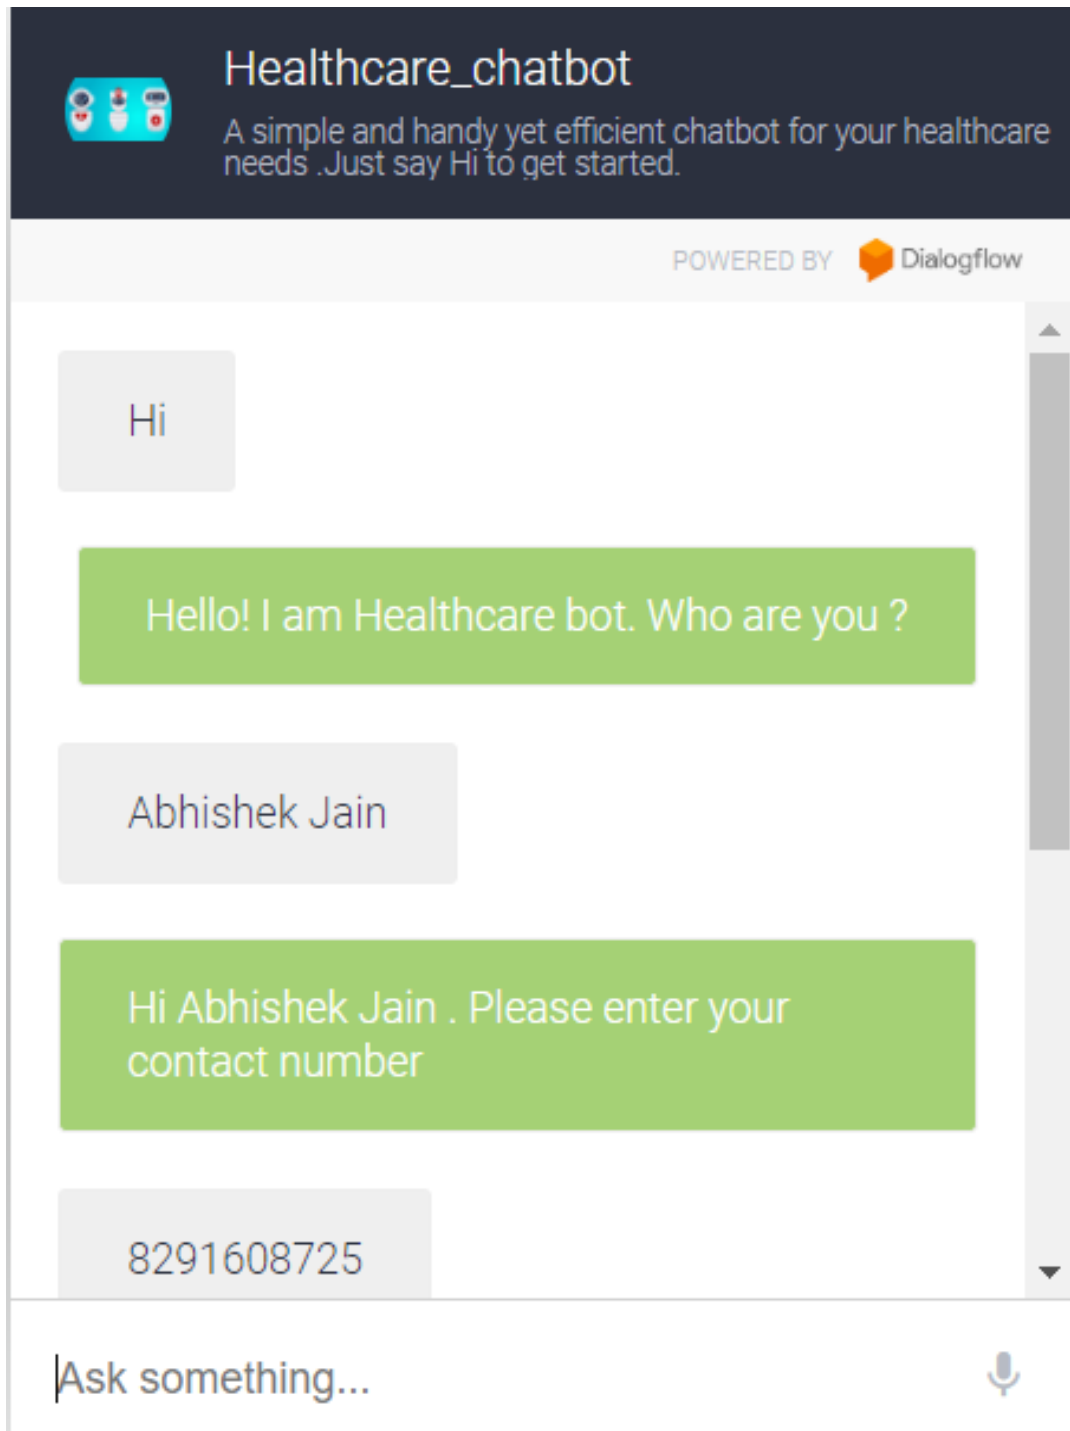 Healthcare_chatbot
A simple and handy yet efficient chatbot for your healthcare
needs .Just say Hi to get started.
POWERED BY Dialogflow
Hi
Hello! I am Healthcare bot. Who are you ?
Abhishek Jain
Hi Abhishek Jain . Please enter your
contact number
8291608725
Ask something...